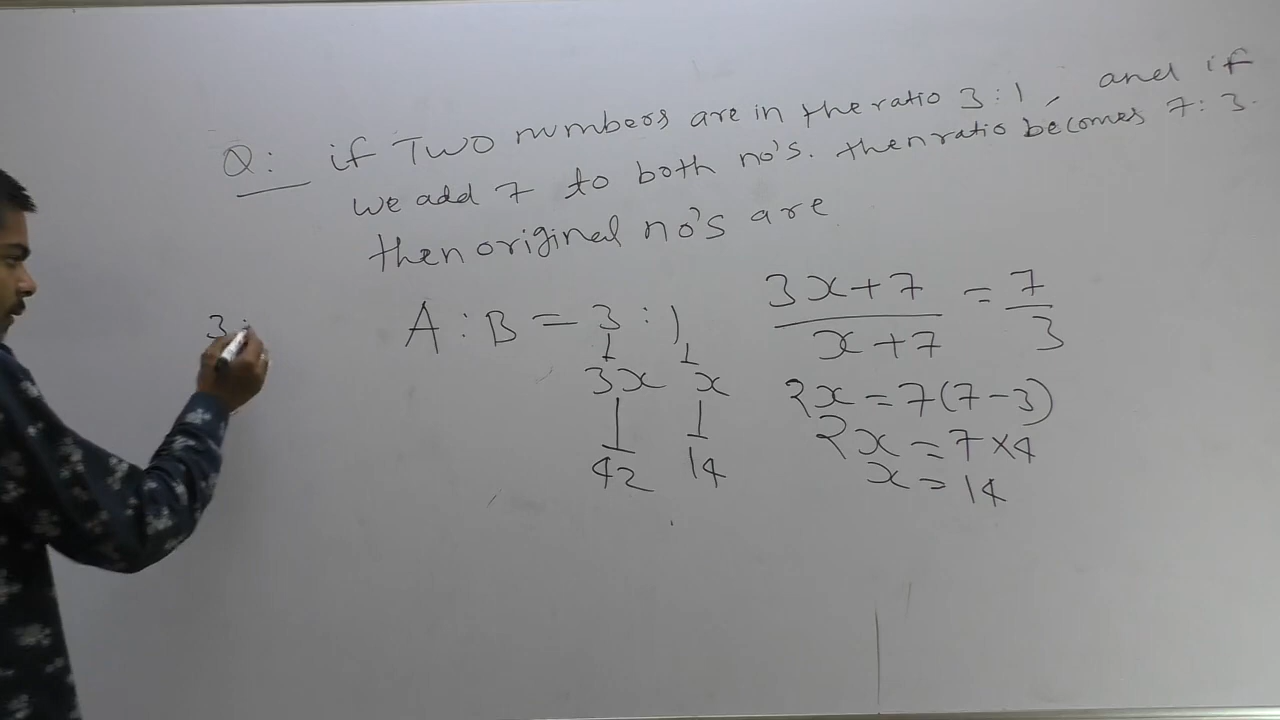 Q: if Two numbers are in the ratio 3:1, and if
we add 7 to both no's. then ratio becomes 7:3.
then original no's are
3:
A : B = 3 : 1
3x x
42 14
3x+7 / x+7 = 7/3
2x = 7(7-3)
2x = 7×4
x = 14